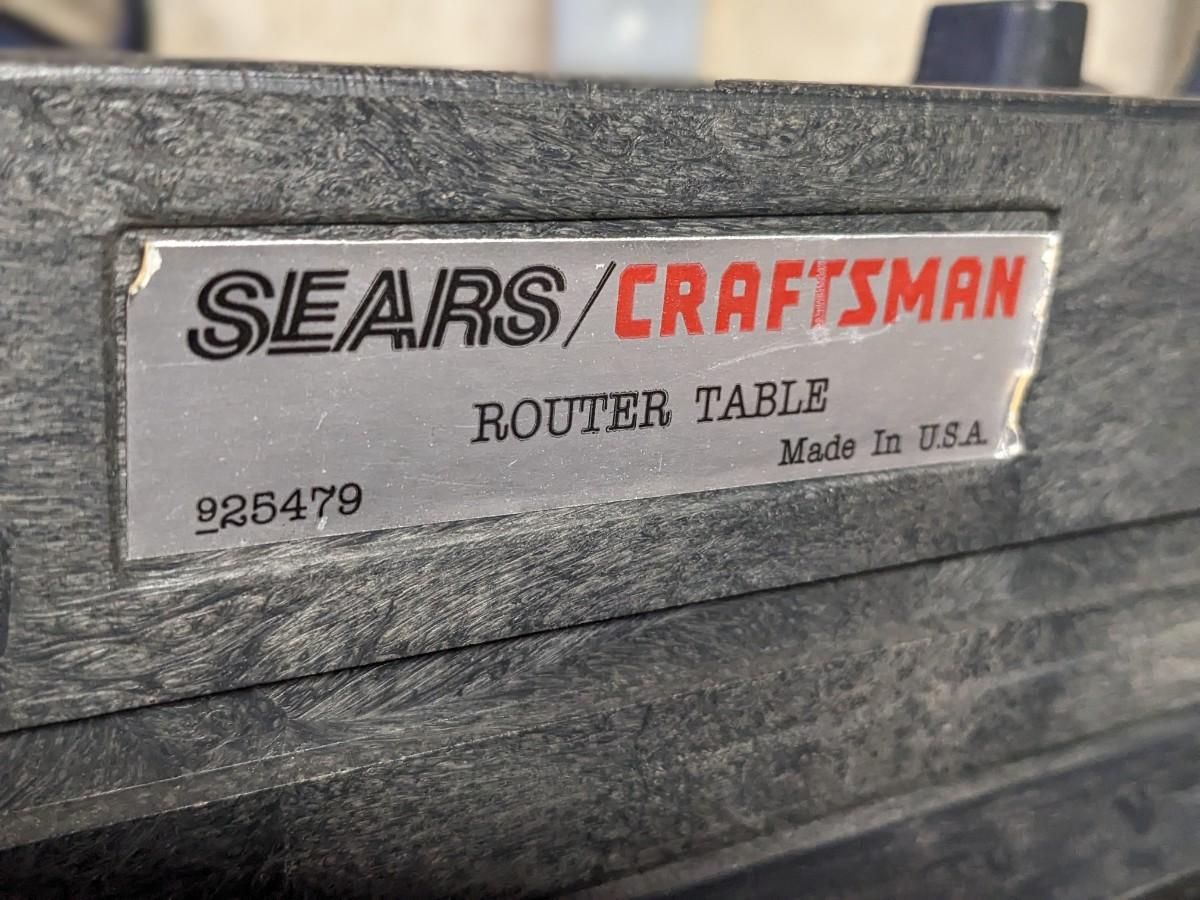 SEARS/CRAFTSMAN
ROUTER TABLE
Made In U.S.A.
925479